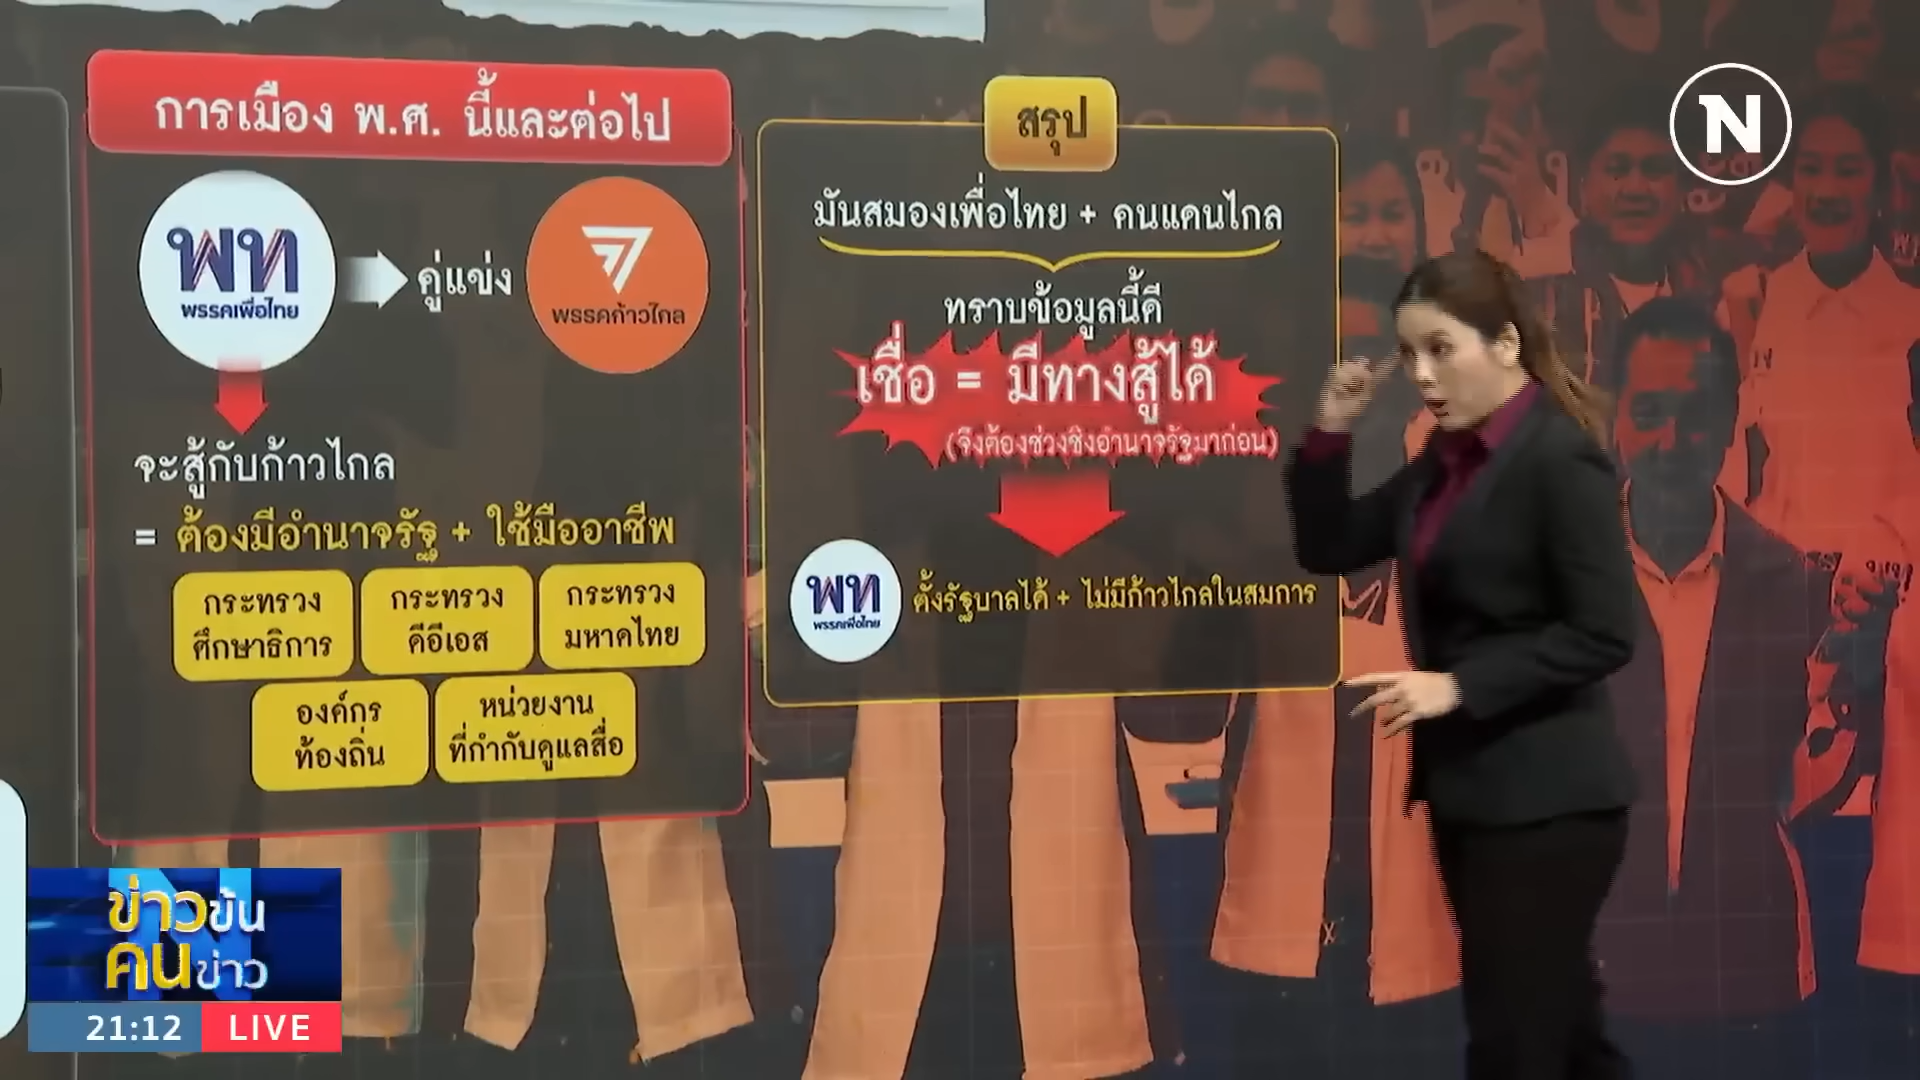 การเมือง พ.ศ. นี้และต่อไป
พท
พรรคเพื่อไทย
คู่แข่ง
พรรคก้าวไกล
จะสู้กับก้าวไกล
= ต้องมีอำนาจรัฐ + ใช้มืออาชีพ
กระทรวง
ศึกษาธิการ
กระทรวง
ดีอีเอส
กระทรวง
มหาดไทย
องค์กร
ท้องถิ่น
หน่วยงาน
ที่กำกับดูแลสื่อ
สรุป
มันสมองเพื่อไทย + คนแดนไกล
ทราบข้อมูลนี้ดี
เชื่อ = มีทางสู้ได้
(จึงต้องช่วงชิงอำนาจรัฐมาก่อน)
พท
พรรคเพื่อไทย
ตั้งรัฐบาลได้ + ไม่มีก้าวไกลในสมการ
N
ข่าวข้น
คนข่าว
21:12 LIVE